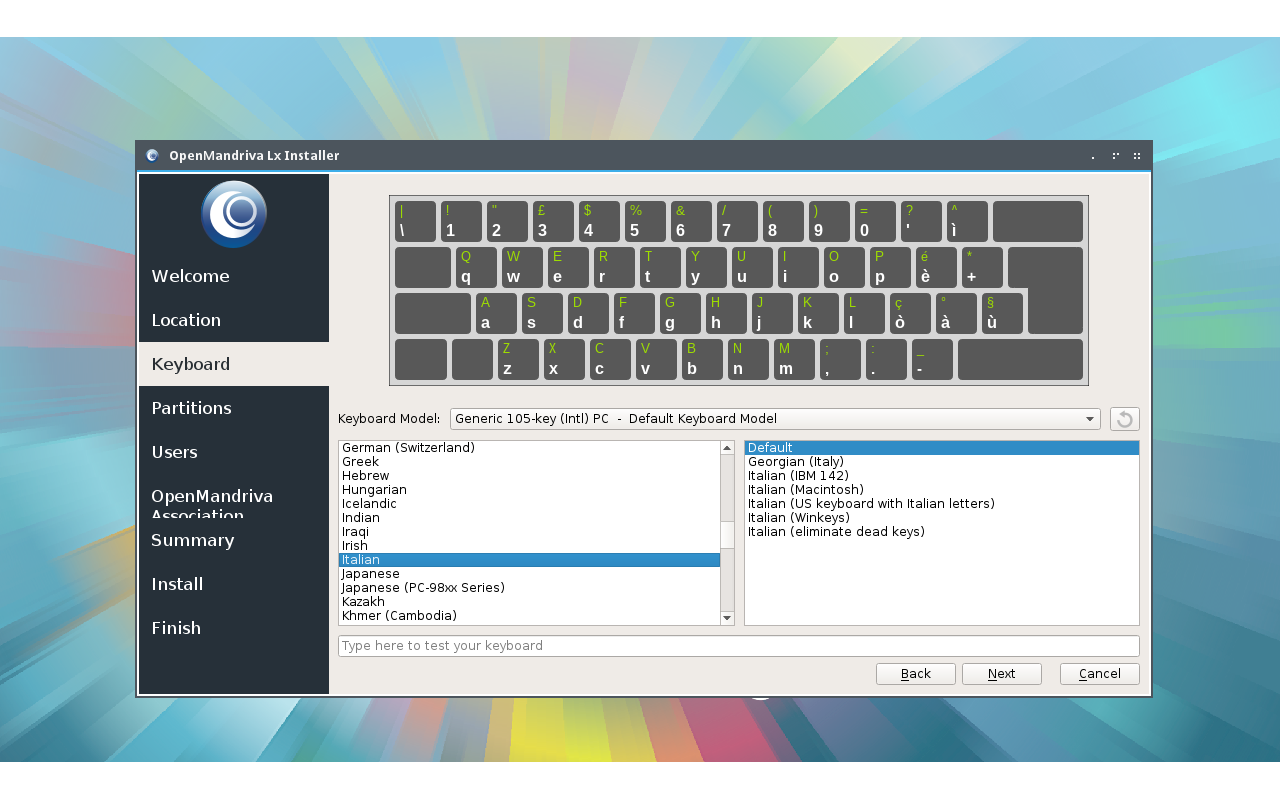 OpenMandriva Lx Installer
Welcome
Location
Keyboard
Partitions
Users
OpenMandriva
Association
Summary
Install
Finish
| ! " £ $ % & / ( ) = ? ^
\ 1 2 3 4 5 6 7 8 9 0 ' ì
Q W E R T Y U I O P é *
q w e r t y u i o p è +
A S D F G H J K L ç ° §
a s d f g h j k l ò à ù
Z X C V B N M ; : _
z x c v b n m , . -
Keyboard Model: Generic 105-key (Intl) PC - Default Keyboard Model
German (Switzerland)
Greek
Hebrew
Hungarian
Icelandic
Indian
Iraqi
Irish
Italian
Japanese
Japanese (PC-98xx Series)
Kazakh
Khmer (Cambodia)
Default
Georgian (Italy)
Italian (IBM 142)
Italian (Macintosh)
Italian (US keyboard with Italian letters)
Italian (Winkeys)
Italian (eliminate dead keys)
Type here to test your keyboard
Back Next Cancel